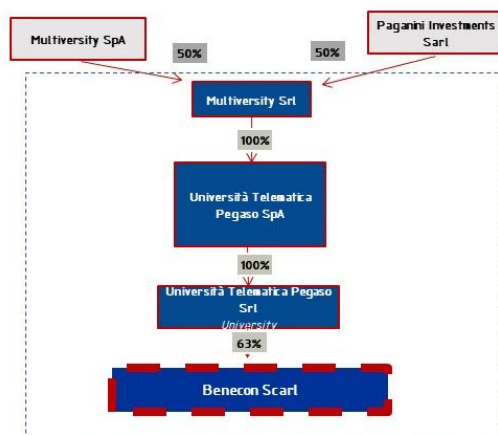 Multiversity SpA
Paganini Investments
Sarl
50%
50%
Multiversity Srl
100%
Università Telematica
Pegaso SpA
100%
Università Telematica Pegaso
Srl
University
63%
Benecon Scarl